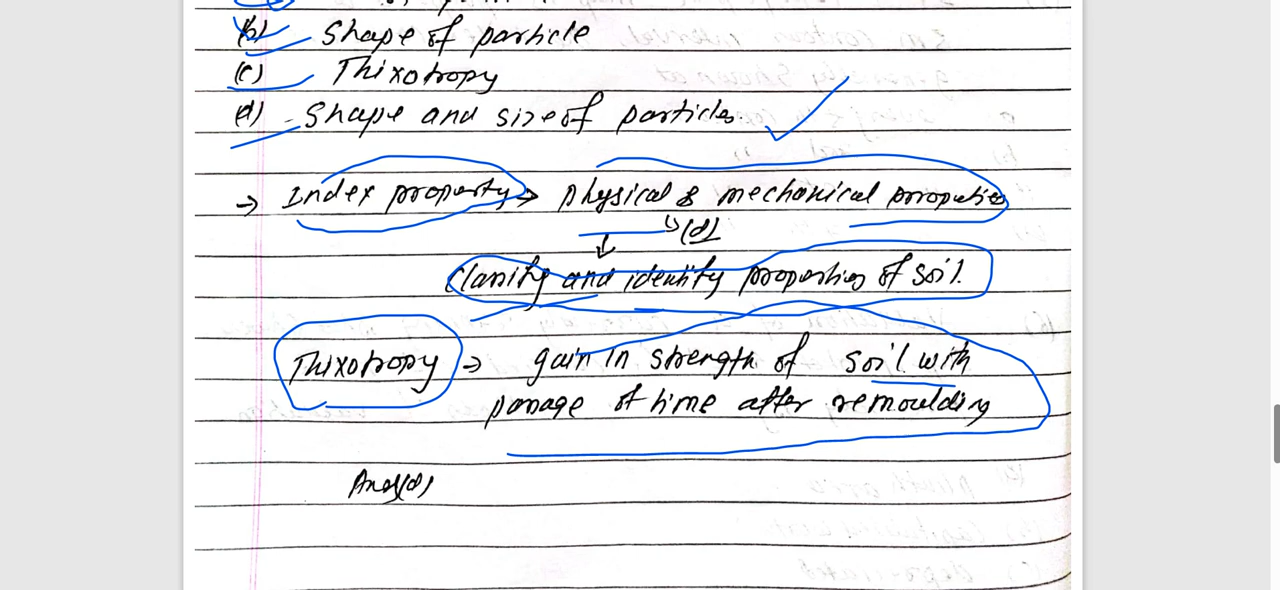 (b) Shape of particle
(c) Thixotropy
(d) Shape and size of particles.
→ Index property → physical & mechanical properties
↳ (d)
↓
Classify and identify properties of soil.
Thixotropy → gain in strength of soil with
passage of time after remoulding
Ans (d)